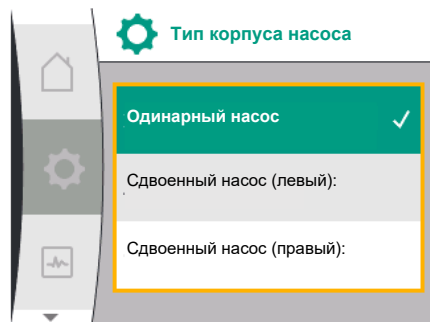 Тип корпуса насоса
Одинарный насос
Сдвоенный насос (левый):
Сдвоенный насос (правый):